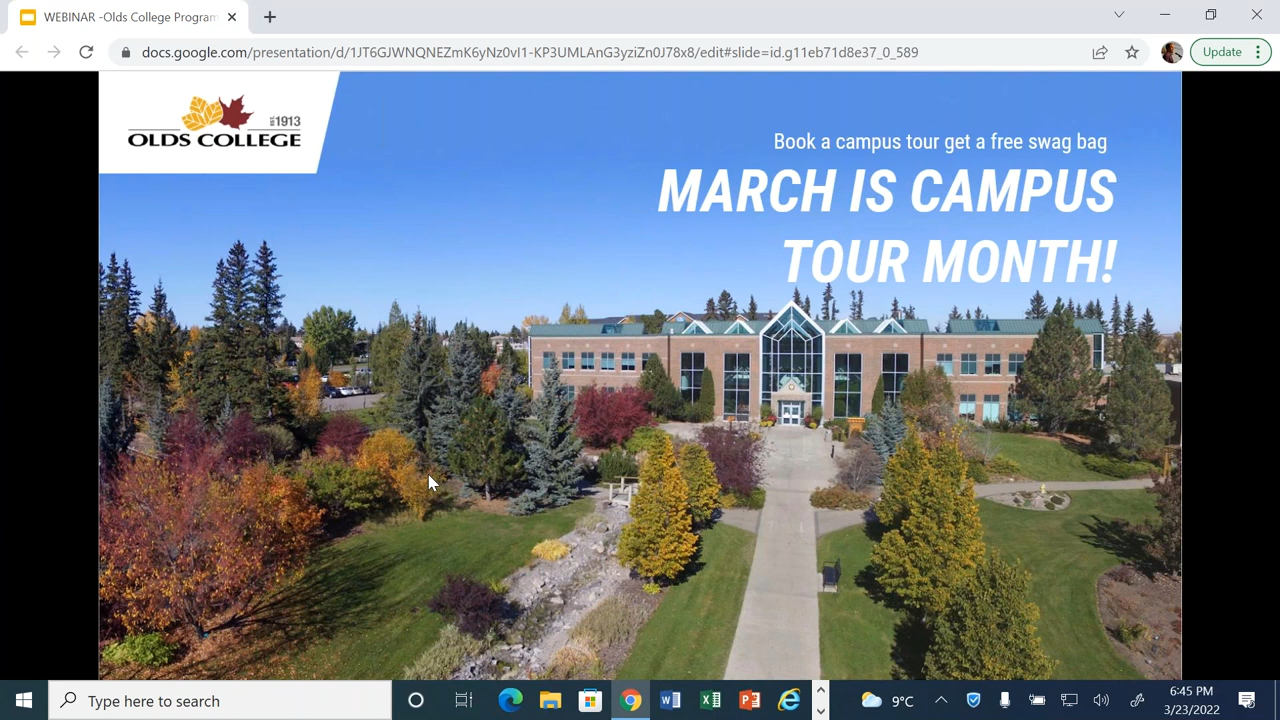 WEBINAR -Olds College Program
docs.google.com/presentation/d/1JT6GJWNQNEZmK6yNz0vI1-KP3UMLAnG3yziZn0J78x8/edit#slide=id.g11eb71d8e37_0_589
Update
EST. 1913
OLDS COLLEGE
Book a campus tour get a free swag bag
MARCH IS CAMPUS
TOUR MONTH!
Type here to search
9°C
6:45 PM
3/23/2022